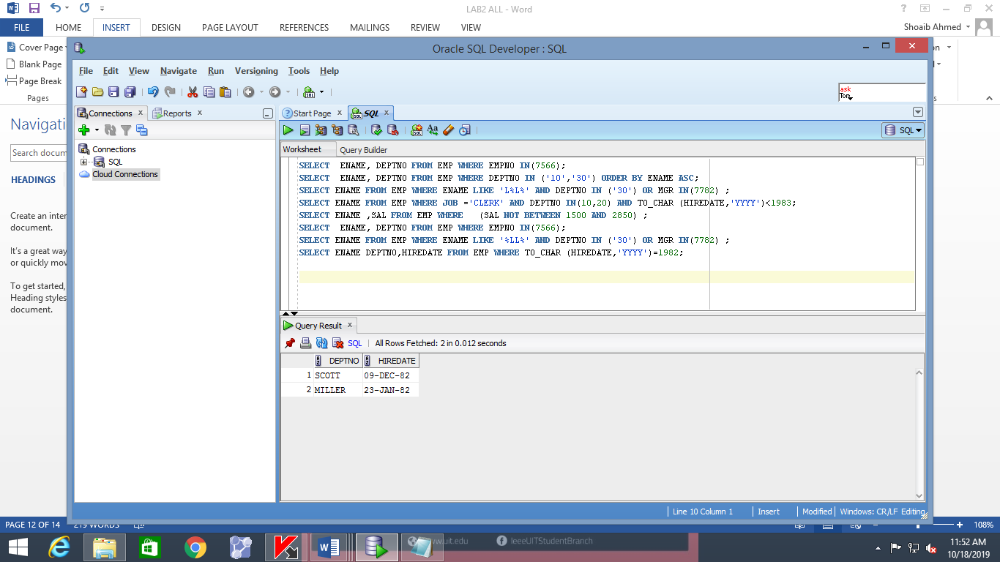 LAB2 ALL - Word
FILE HOME INSERT DESIGN PAGE LAYOUT REFERENCES MAILINGS REVIEW VIEW Shoaib Ahmed
Cover Page
Blank Page
Page Break
Pages
Navigati
Search docum
HEADINGS
Create an inter
document.
It's a great way
or quickly mov
To get started,
Heading styles
document.
Oracle SQL Developer : SQL
File Edit View Navigate Run Versioning Tools Help
ask
Tom
Connections Reports
Connections
SQL
Cloud Connections
Start Page SQL
SQL
Worksheet Query Builder
SELECT  ENAME, DEPTNO FROM EMP WHERE EMPNO IN(7566);
SELECT  ENAME, DEPTNO FROM EMP WHERE DEPTNO IN ('10','30') ORDER BY ENAME ASC;
SELECT ENAME FROM EMP WHERE ENAME LIKE 'L%L%' AND DEPTNO IN ('30') OR MGR IN(7782) ;
SELECT ENAME FROM EMP WHERE JOB ='CLERK' AND DEPTNO IN(10,20) AND TO_CHAR (HIREDATE,'YYYY')<1983;
SELECT ENAME ,SAL FROM EMP WHERE   (SAL NOT BETWEEN 1500 AND 2850) ;
SELECT  ENAME, DEPTNO FROM EMP WHERE EMPNO IN(7566);
SELECT ENAME FROM EMP WHERE ENAME LIKE '%LL%' AND DEPTNO IN ('30') OR MGR IN(7782) ;
SELECT ENAME DEPTNO,HIREDATE FROM EMP WHERE TO_CHAR (HIREDATE,'YYYY')=1982;
Query Result
SQL All Rows Fetched: 2 in 0.012 seconds
DEPTNO HIREDATE
1 SCOTT 09-DEC-82
2 MILLER 23-JAN-82
Line 10 Column 1 Insert Modified Windows: CR/LF Editing
PAGE 12 OF 14 219 WORDS 108%
.uit.edu IeeeUITStudentBranch
11:52 AM
10/18/2019